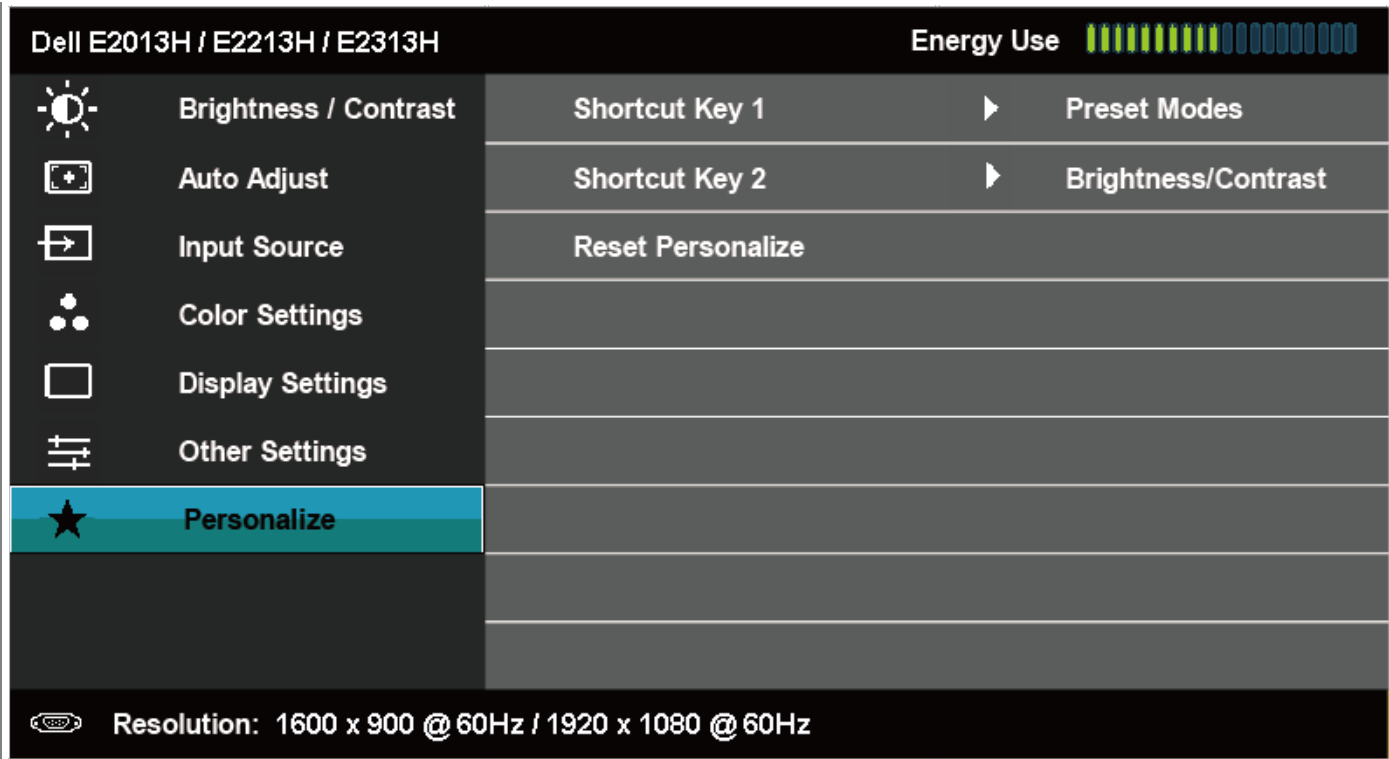 Dell E2013H / E2213H / E2313H Energy Use
Brightness / Contrast Shortcut Key 1 Preset Modes
Auto Adjust Shortcut Key 2 Brightness/Contrast
Input Source Reset Personalize
Color Settings
Display Settings
Other Settings
Personalize
Resolution: 1600 x 900 @ 60Hz / 1920 x 1080 @ 60Hz